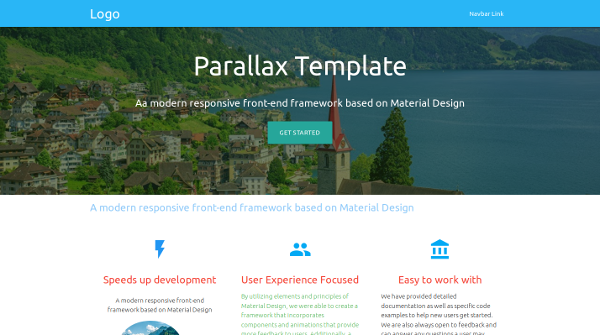 Logo
Navbar Link
Parallax Template
Aa modern responsive front-end framework based on Material Design
GET STARTED
A modern responsive front-end framework based on Material Design
Speeds up development
A modern responsive front-end
framework based on Material Design
User Experience Focused
By utilizing elements and principles of
Material Design, we were able to create a
framework that incorporates
components and animations that provide
more feedback to users. Additionally, a
Easy to work with
We have provided detailed
documentation as well as specific code
examples to help new users get started.
We are also always open to feedback and
can answer any questions a user may